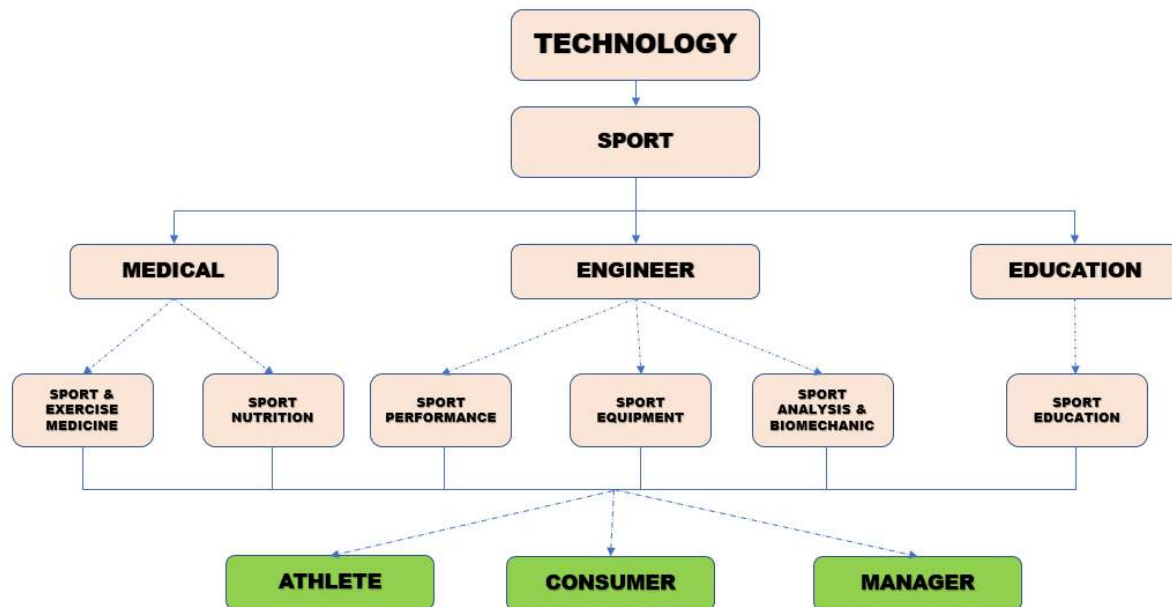 TECHNOLOGY
SPORT
MEDICAL
ENGINEER
EDUCATION
SPORT &
EXERCISE
MEDICINE
SPORT
NUTRITION
SPORT
PERFORMANCE
SPORT
EQUIPMENT
SPORT
ANALYSIS &
BIOMECHANIC
SPORT
EDUCATION
ATHLETE
CONSUMER
MANAGER